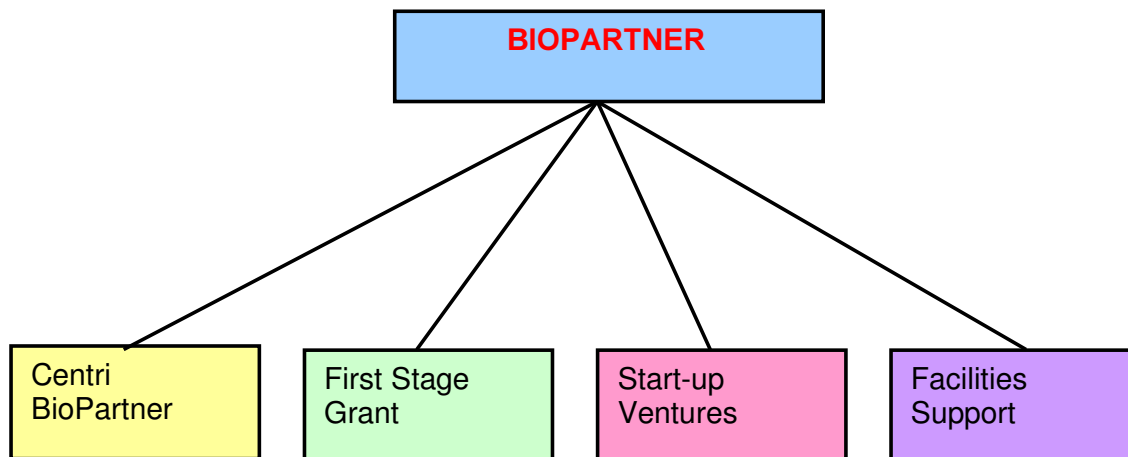 BIOPARTNER
Centri
BioPartner
First Stage
Grant
Start-up
Ventures
Facilities
Support